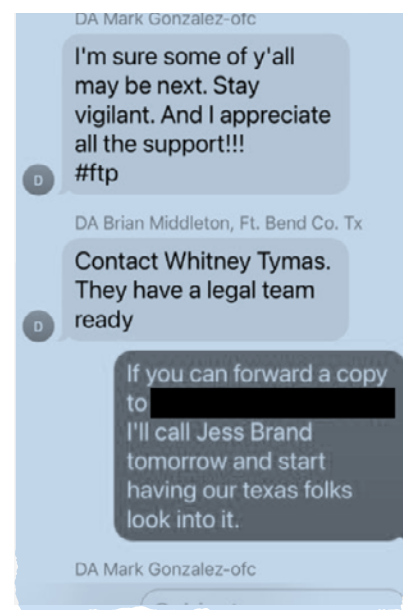 DA Mark Gonzalez-ofc
I'm sure some of y'all
may be next. Stay
vigilant. And I appreciate
all the support!!!
#ftp
D
DA Brian Middleton, Ft. Bend Co. Tx
Contact Whitney Tymas.
They have a legal team
ready
D
If you can forward a copy
to
I'll call Jess Brand
tomorrow and start
having our texas folks
look into it.
DA Mark Gonzalez-ofc